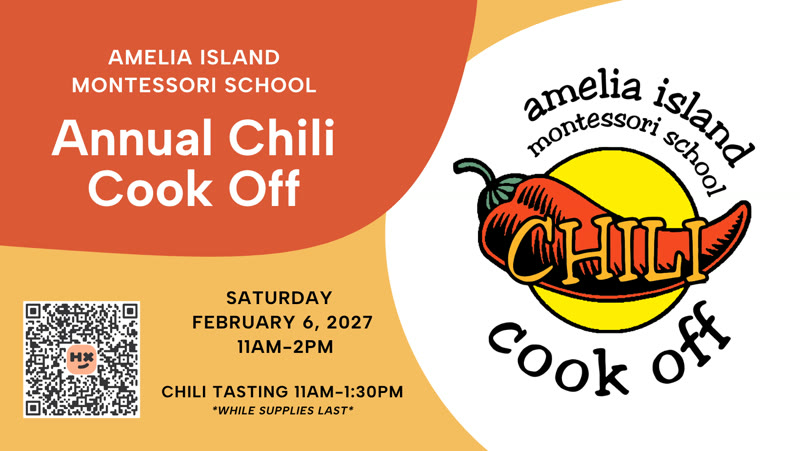 AMELIA ISLAND
MONTESSORI SCHOOL
Annual Chili
Cook Off
SATURDAY
FEBRUARY 6, 2027
11AM-2PM
CHILI TASTING 11AM-1:30PM
*WHILE SUPPLIES LAST*
HX
amelia island
montessori school
CHILI
cook off